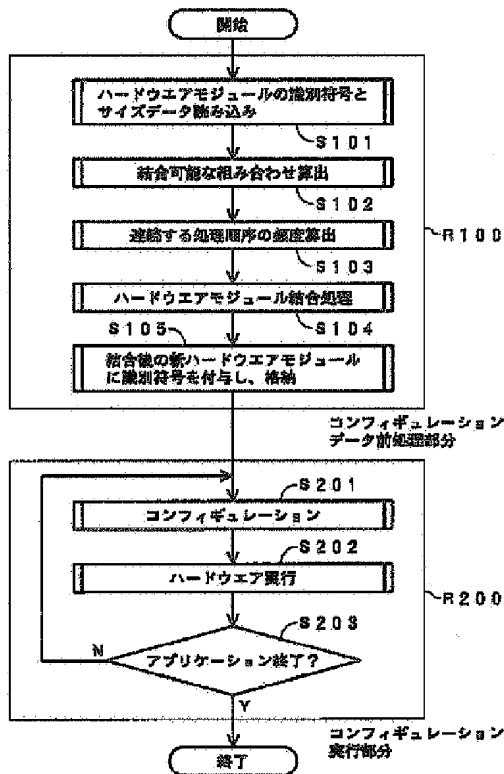 開始
ハードウエアモジュールの識別符号と
サイズデータ読み込み
S101
結合可能な組み合わせ算出
S102
連続する処理順序の頻度算出
S103
R100
ハードウエアモジュール結合処理
S104
S105
結合後の新ハードウエアモジュール
に識別符号を付与し、格納
コンフィギュレーション
データ前処理部分
S201
コンフィギュレーション
S202
ハードウエア実行
R200
S203
アプリケーション終了?
N
Y
コンフィギュレーション
実行部分
終了